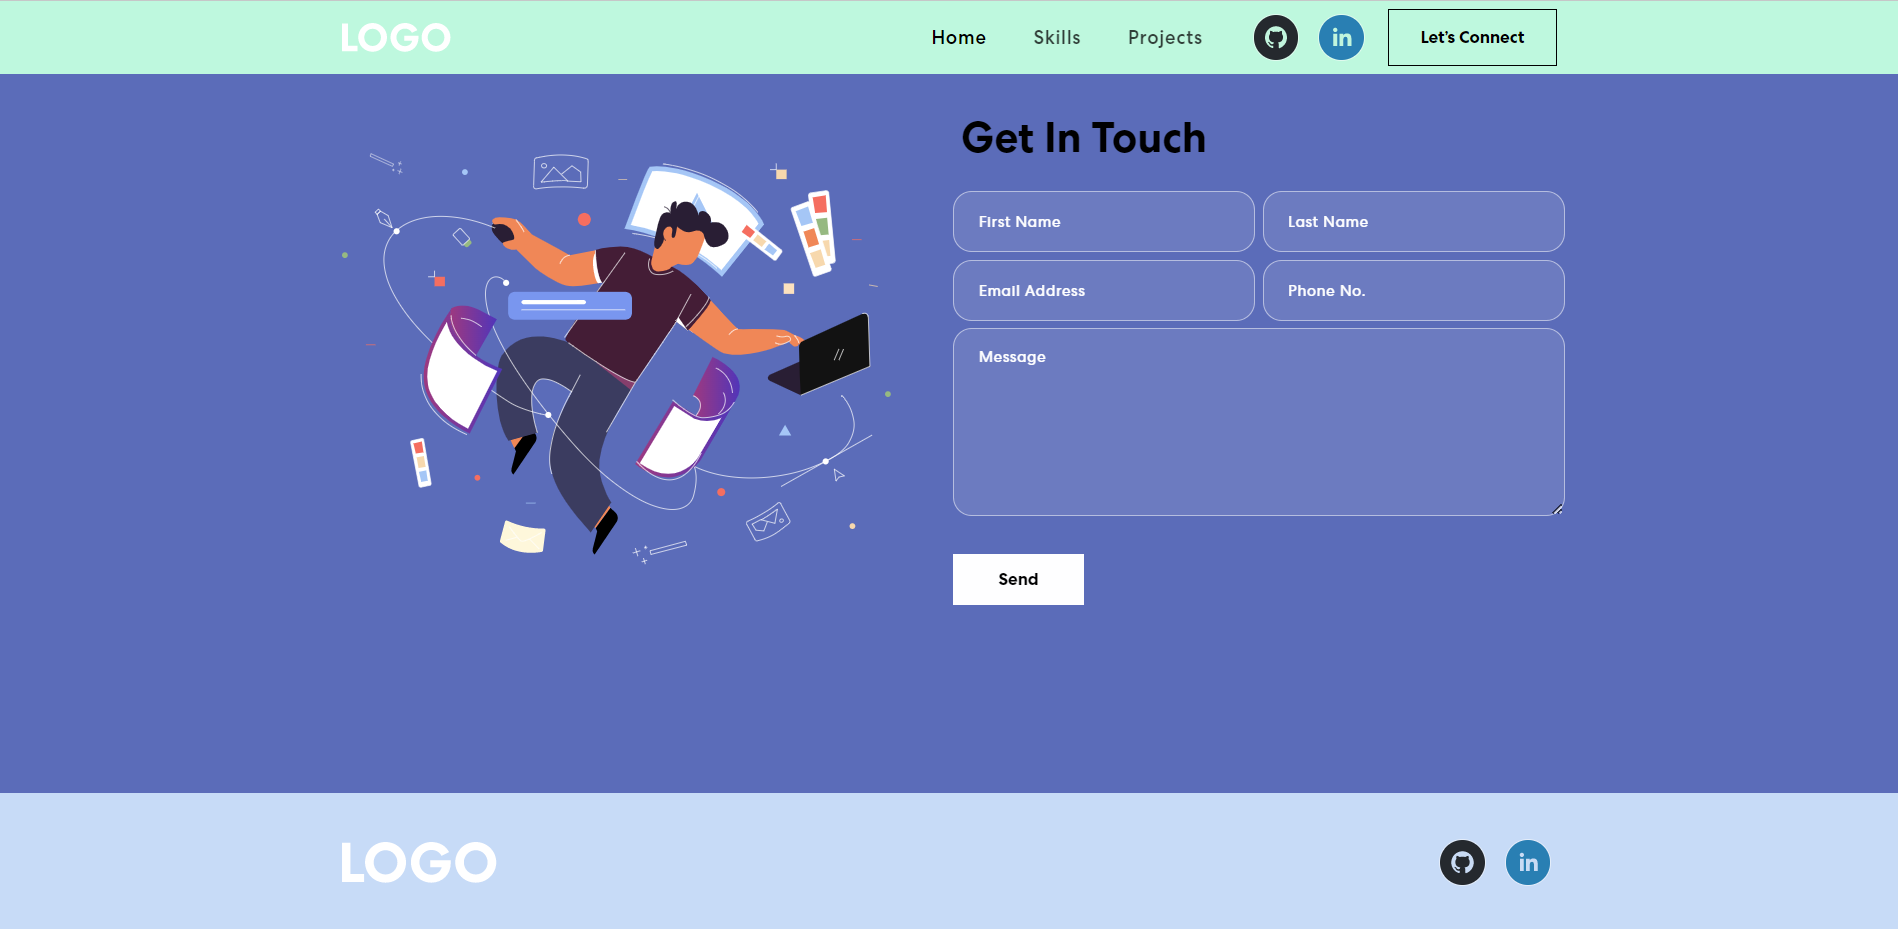 LOGO
Home
Skills
Projects
in
Let's Connect
Get In Touch
First Name
Last Name
Email Address
Phone No.
Message
Send
LOGO
in